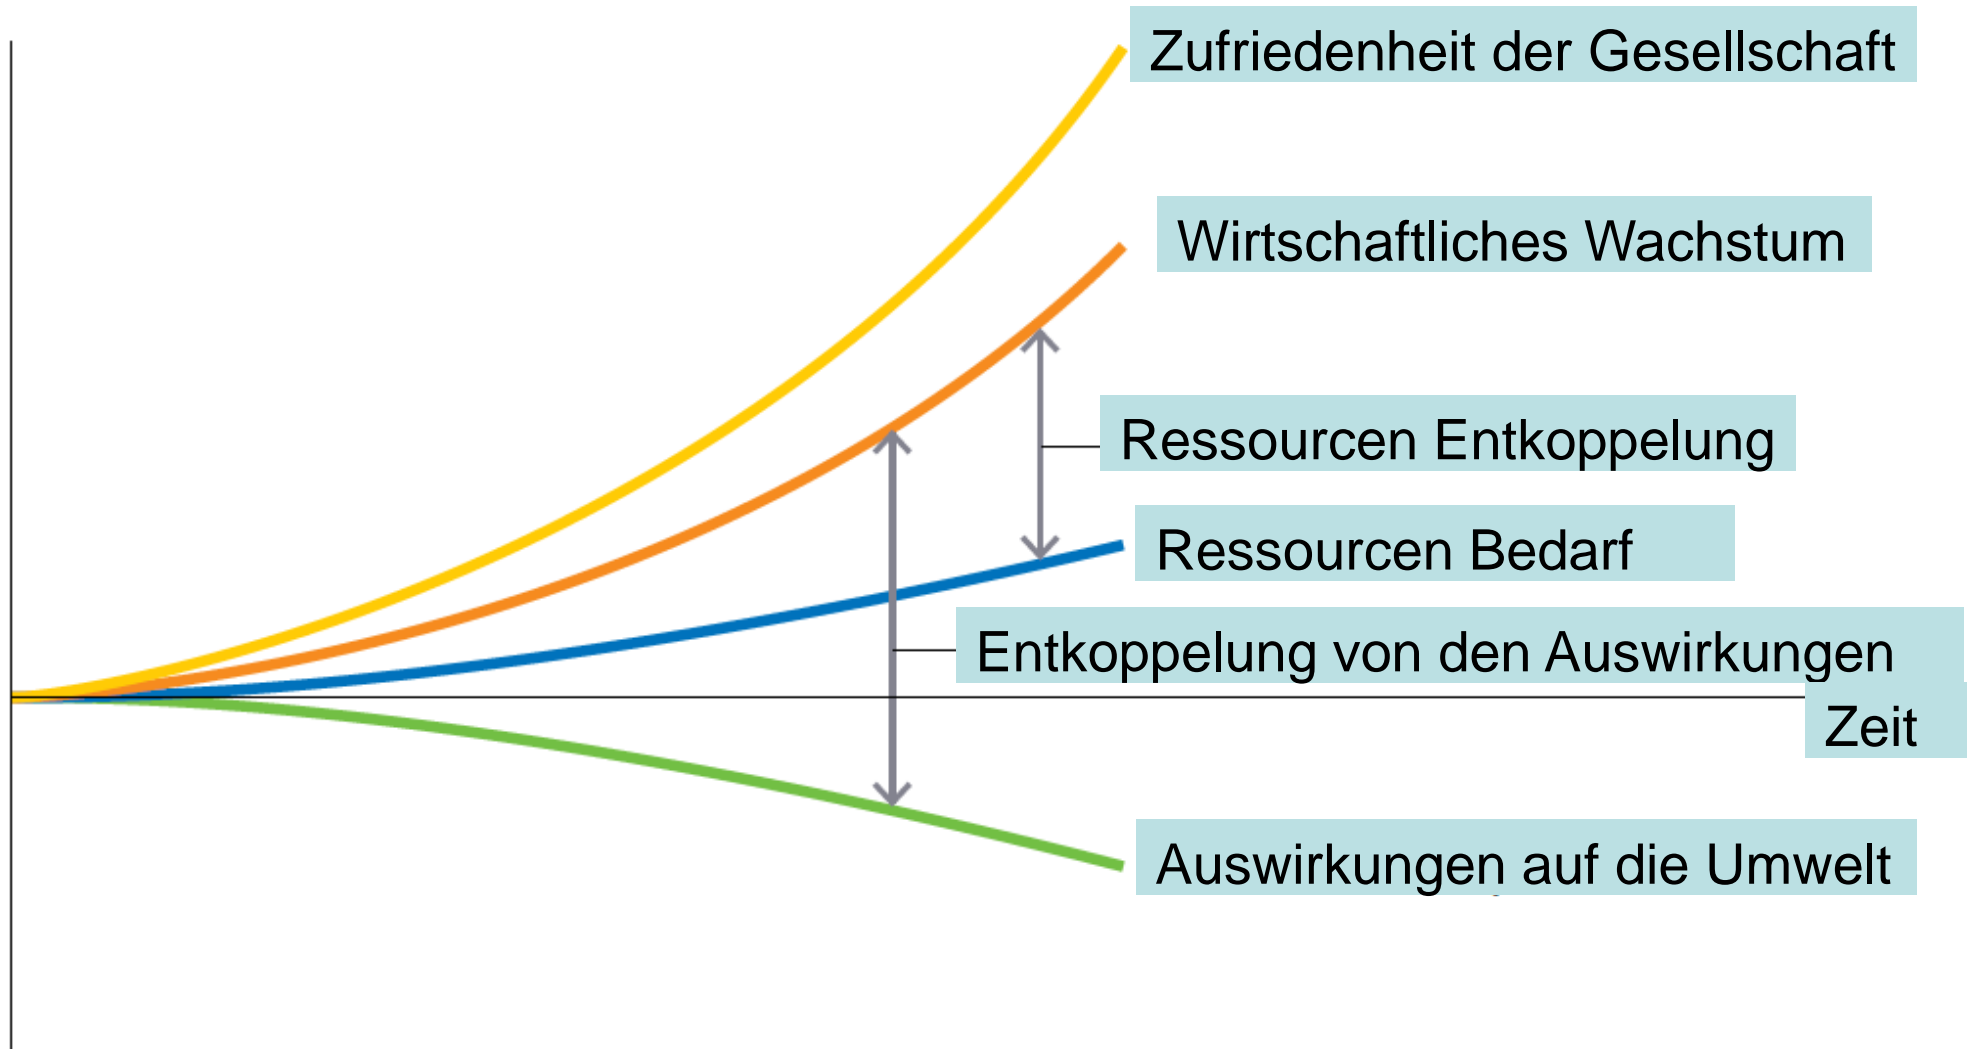 Zufriedenheit der Gesellschaft
Wirtschaftliches Wachstum
Ressourcen Entkoppelung
Ressourcen Bedarf
Entkoppelung von den Auswirkungen
Zeit
Auswirkungen auf die Umwelt